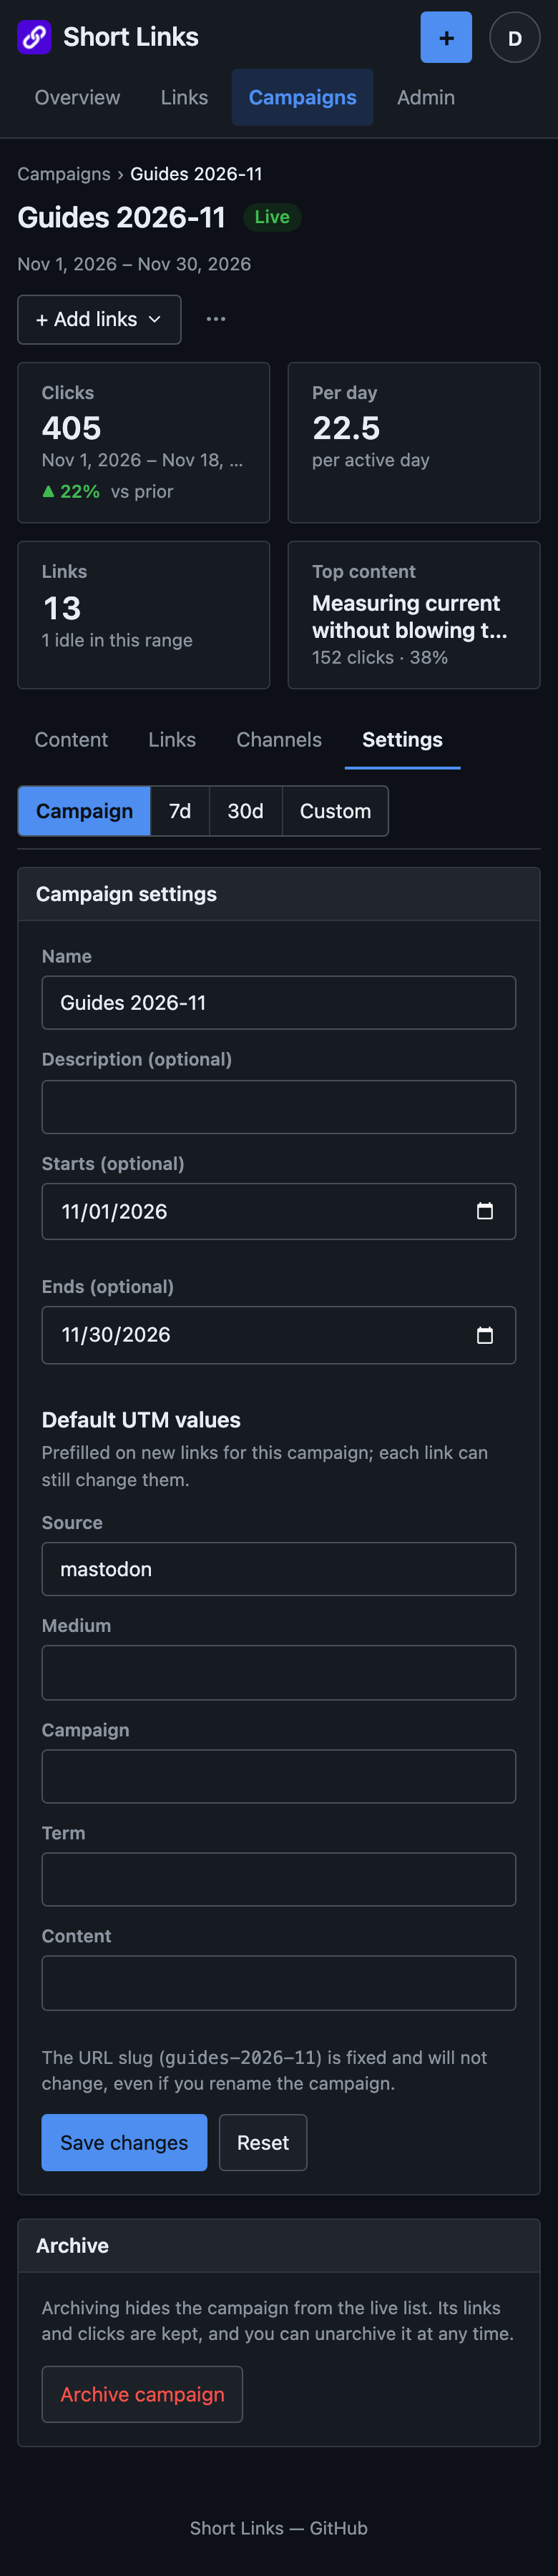 Short Links
+
D
Overview
Links
Campaigns
Admin
Campaigns › Guides 2026-11
Guides 2026-11
Live
Nov 1, 2026 – Nov 30, 2026
+ Add links
...
Clicks
405
Nov 1, 2026 – Nov 18, ...
▲ 22% vs prior
Per day
22.5
per active day
Links
13
1 idle in this range
Top content
Measuring current
without blowing t...
152 clicks · 38%
Content
Links
Channels
Settings
Campaign
7d
30d
Custom
Campaign settings
Name
Guides 2026-11
Description (optional)
Starts (optional)
11/01/2026
Ends (optional)
11/30/2026
Default UTM values
Prefilled on new links for this campaign; each link can
still change them.
Source
mastodon
Medium
Campaign
Term
Content
The URL slug (guides-2026-11) is fixed and will not
change, even if you rename the campaign.
Save changes
Reset
Archive
Archiving hides the campaign from the live list. Its links
and clicks are kept, and you can unarchive it at any time.
Archive campaign
Short Links — GitHub